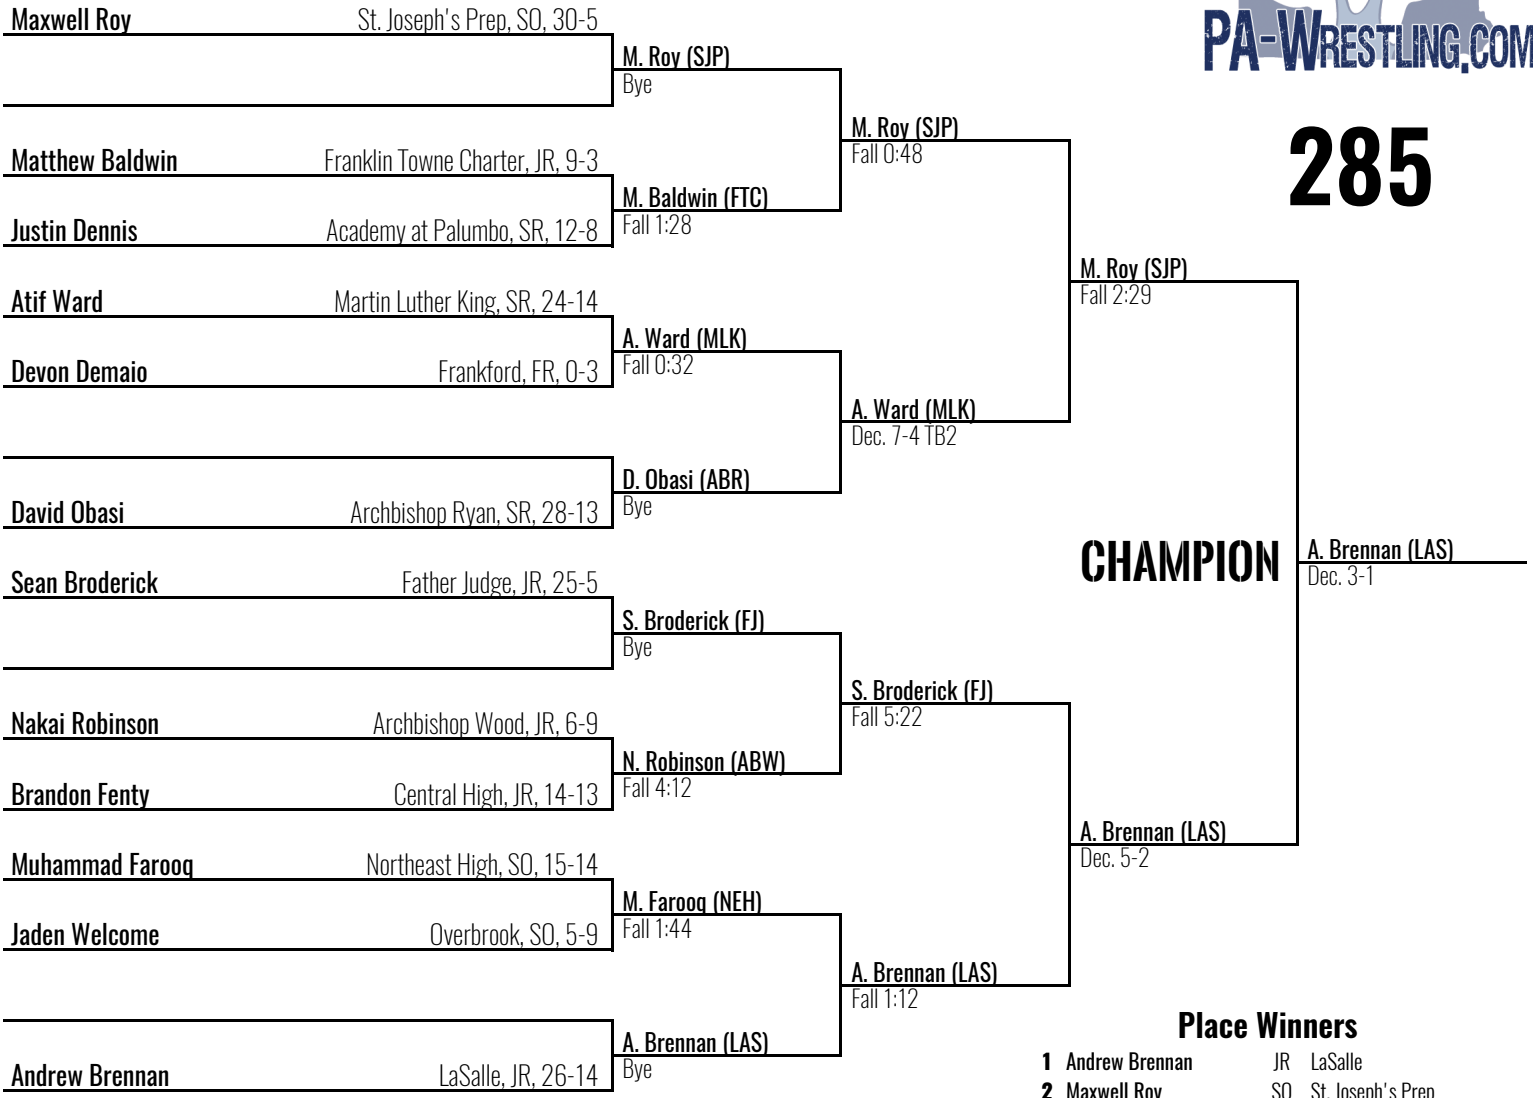 PA-WRESTLING.COM
285
Maxwell Roy St. Joseph's Prep, SO, 30-5
M. Roy (SJP)
Bye
M. Roy (SJP)
Fall 0:48
Matthew Baldwin Franklin Towne Charter, JR, 9-3
M. Baldwin (FTC)
Fall 1:28
Justin Dennis Academy at Palumbo, SR, 12-8
M. Roy (SJP)
Fall 2:29
Atif Ward Martin Luther King, SR, 24-14
A. Ward (MLK)
Fall 0:32
Devon Demaio Frankford, FR, 0-3
A. Ward (MLK)
Dec. 7-4 TB2
D. Obasi (ABR)
Bye
David Obasi Archbishop Ryan, SR, 28-13
CHAMPION
A. Brennan (LAS)
Dec. 3-1
Sean Broderick Father Judge, JR, 25-5
S. Broderick (FJ)
Bye
S. Broderick (FJ)
Fall 5:22
Nakai Robinson Archbishop Wood, JR, 6-9
N. Robinson (ABW)
Fall 4:12
Brandon Fenty Central High, JR, 14-13
A. Brennan (LAS)
Dec. 5-2
Muhammad Farooq Northeast High, SO, 15-14
M. Farooq (NEH)
Fall 1:44
Jaden Welcome Overbrook, SO, 5-9
A. Brennan (LAS)
Fall 1:12
A. Brennan (LAS)
Bye
Andrew Brennan LaSalle, JR, 26-14
Place Winners
1 Andrew Brennan JR LaSalle
2 Maxwell Roy SO St. Joseph's Prep